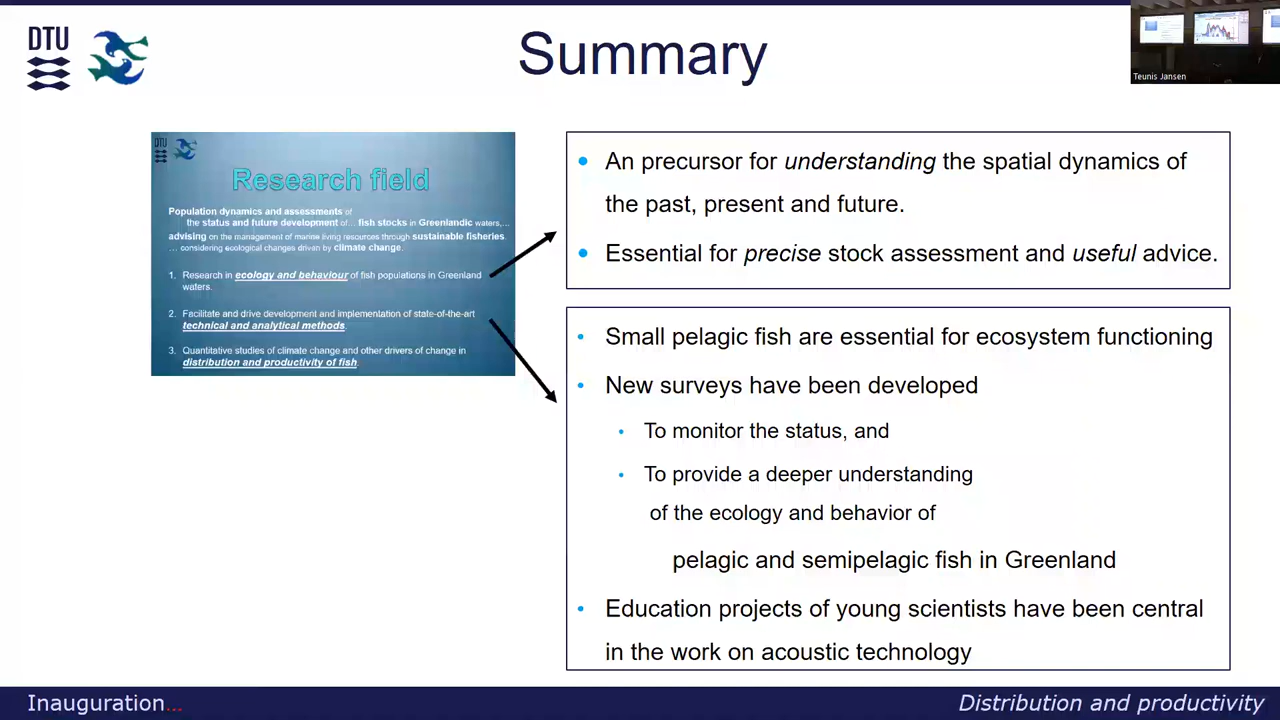 DTU
Summary
Teunis Jansen
DTU
Research field
Population dynamics and assessments of
the status and future development of... fish stocks in Greenlandic waters,...
advising on the management of marine living resources through sustainable fisheries.
... considering ecological changes driven by climate change.
1. Research in ecology and behaviour of fish populations in Greenland
waters.
2. Facilitate and drive development and implementation of state-of-the-art
technical and analytical methods.
3. Quantitative studies of climate change and other drivers of change in
distribution and productivity of fish.
• An precursor for understanding the spatial dynamics of
the past, present and future.
• Essential for precise stock assessment and useful advice.
• Small pelagic fish are essential for ecosystem functioning
• New surveys have been developed
• To monitor the status, and
• To provide a deeper understanding
of the ecology and behavior of
pelagic and semipelagic fish in Greenland
• Education projects of young scientists have been central
in the work on acoustic technology
Inauguration...
Distribution and productivity